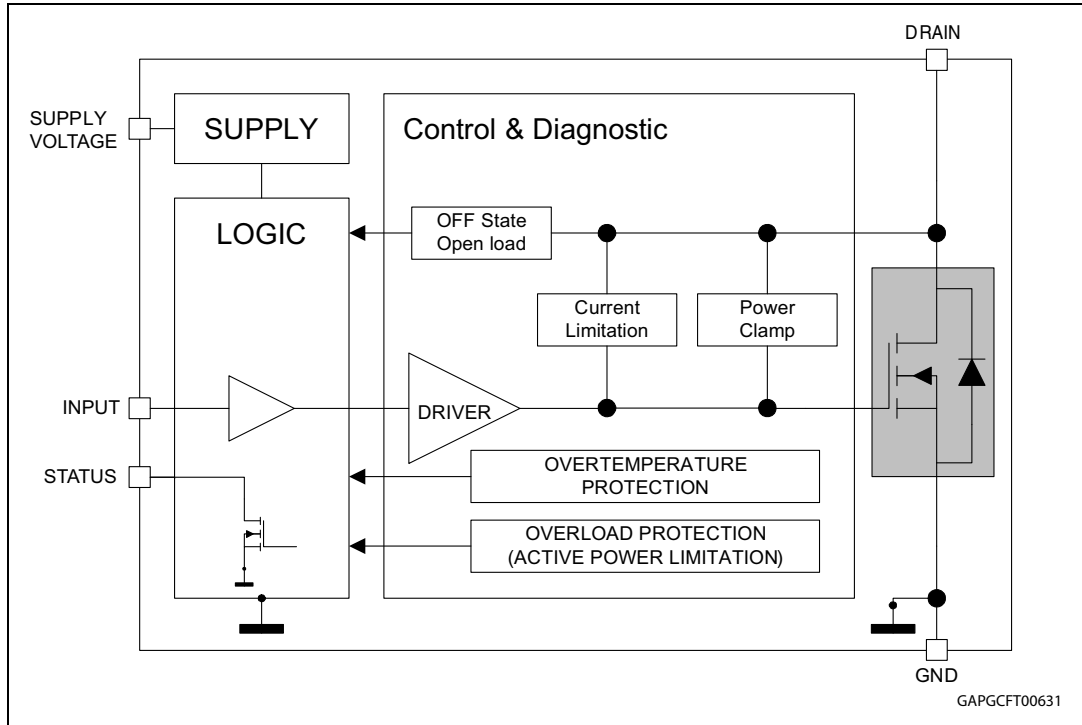 DRAIN
SUPPLY
VOLTAGE
SUPPLY
Control & Diagnostic
LOGIC
OFF State
Open load
Current
Limitation
Power
Clamp
INPUT
DRIVER
STATUS
OVERTEMPERATURE
PROTECTION
OVERLOAD PROTECTION
(ACTIVE POWER LIMITATION)
GND
GAPGCFT00631